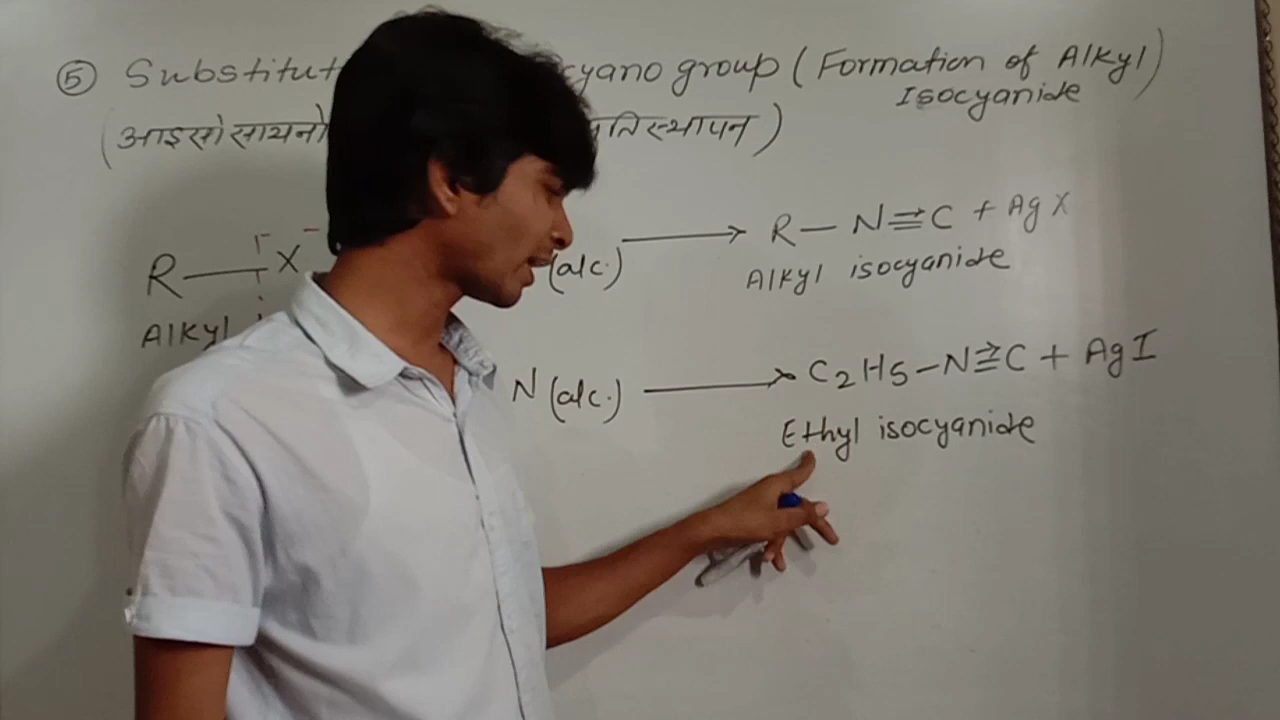 ⑤ Substitut cyano group (Formation of Alkyl)
Isocyanide
(आइसोसायनो तिस्थापन)
R — X (alc.) ⟶ R — N≡C + AgX
Alkyl Alkyl isocyanide
N (alc.) ⟶ C2H5 — N≡C + AgI
Ethyl isocyanide